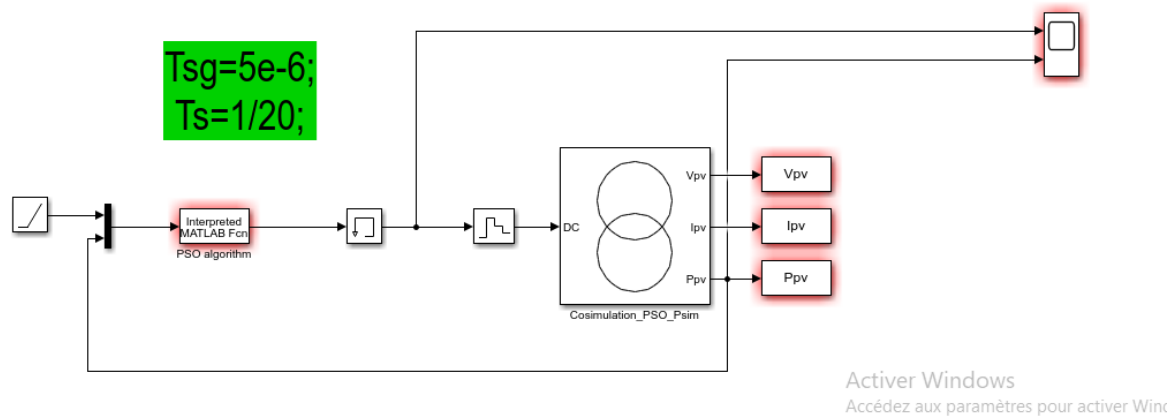 Tsg=5e-6;
Ts=1/20;
Interpreted
MATLAB Fcn
PSO algorithm
DC
Vpv
Ipv
Ppv
Cosimulation_PSO_Psim
Vpv
Ipv
Ppv
Activer Windows
Accédez aux paramètres pour activer Wind